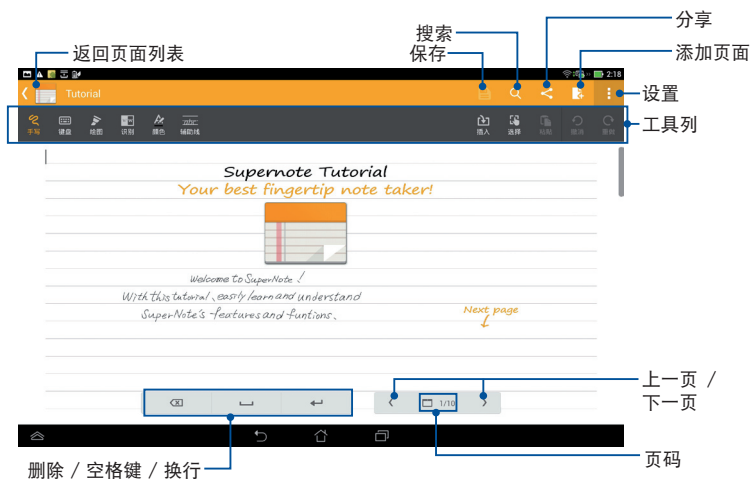 分享
搜索
返回页面列表
保存
添加页面
2:18
Tutorial
设置
手写 键盘 绘图 识别 颜色 辅助线 插入 选择 粘贴 撤消 重做
工具列
Supernote Tutorial
Your best fingertip note taker!
Welcome to SuperNote !
With this tutorial, easily learn and understand
SuperNote's features and funtions.
Next page
上一页 /
下一页
1/10
删除 / 空格键 / 换行
页码